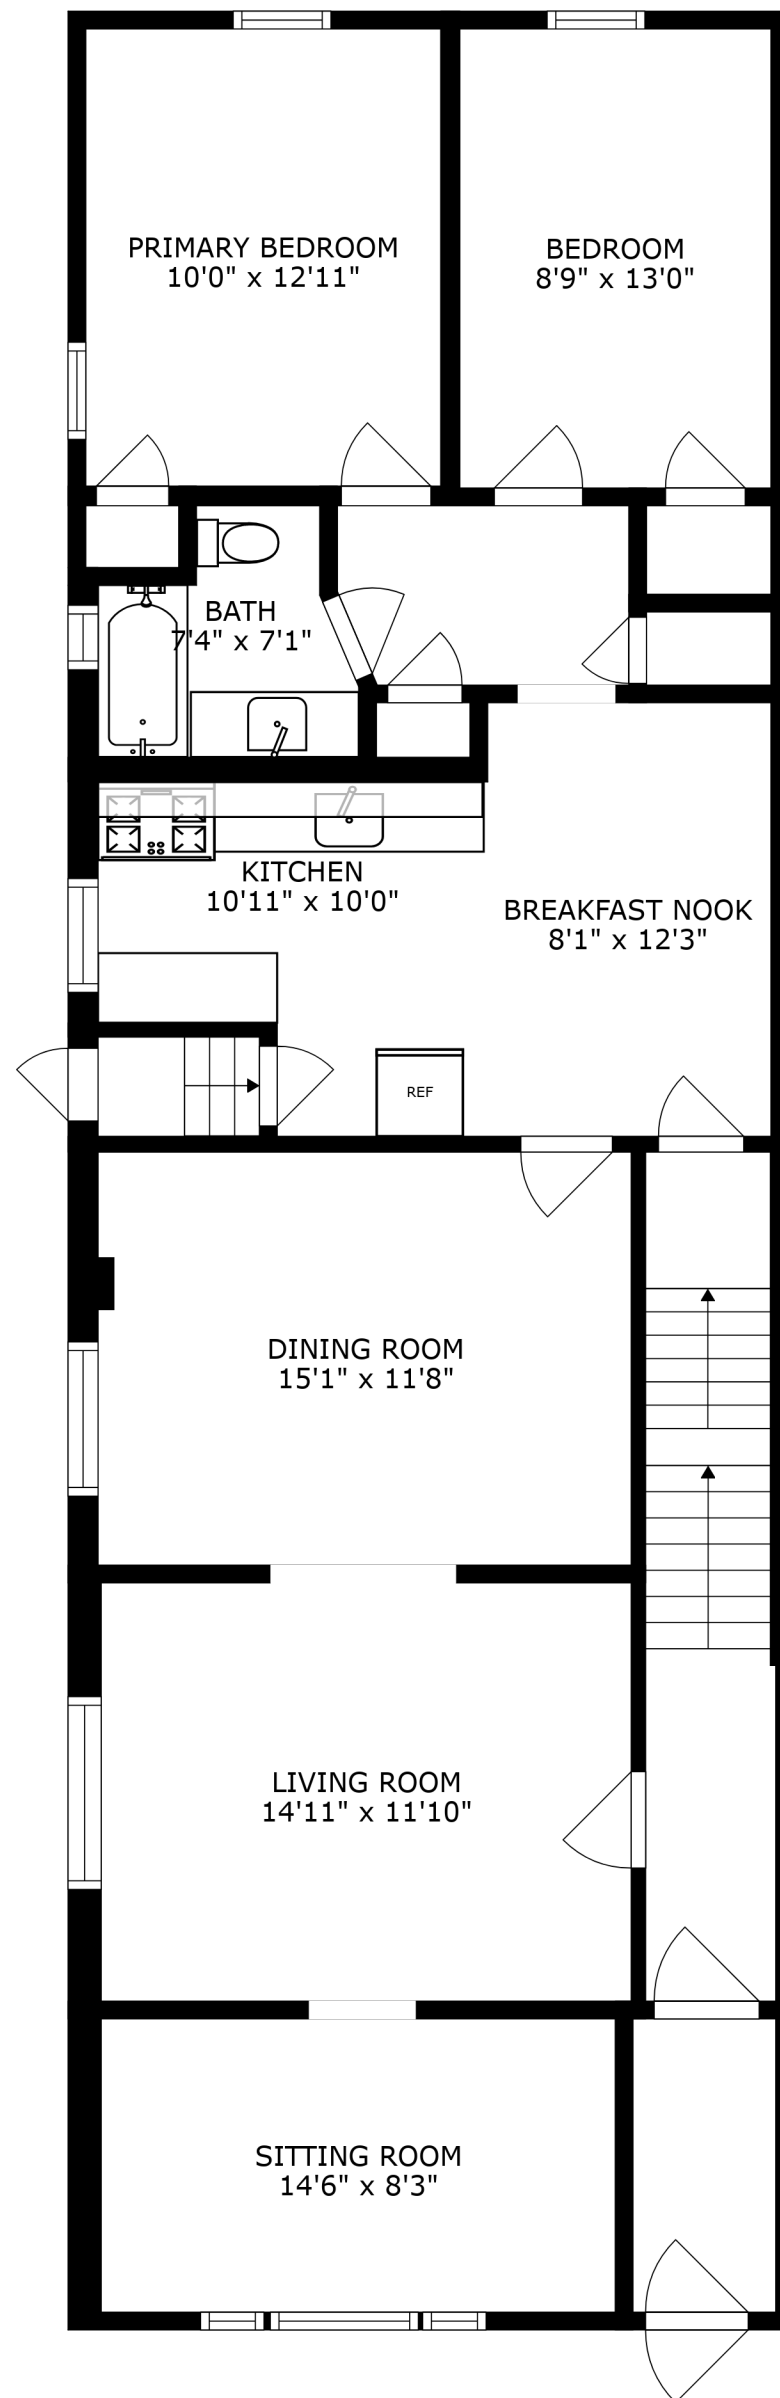 PRIMARY BEDROOM
10'0" x 12'11"
BEDROOM
8'9" x 13'0"
BATH
7'4" x 7'1"
KITCHEN
10'11" x 10'0"
BREAKFAST NOOK
8'1" x 12'3"
REF
DINING ROOM
15'1" x 11'8"
LIVING ROOM
14'11" x 11'10"
SITTING ROOM
14'6" x 8'3"